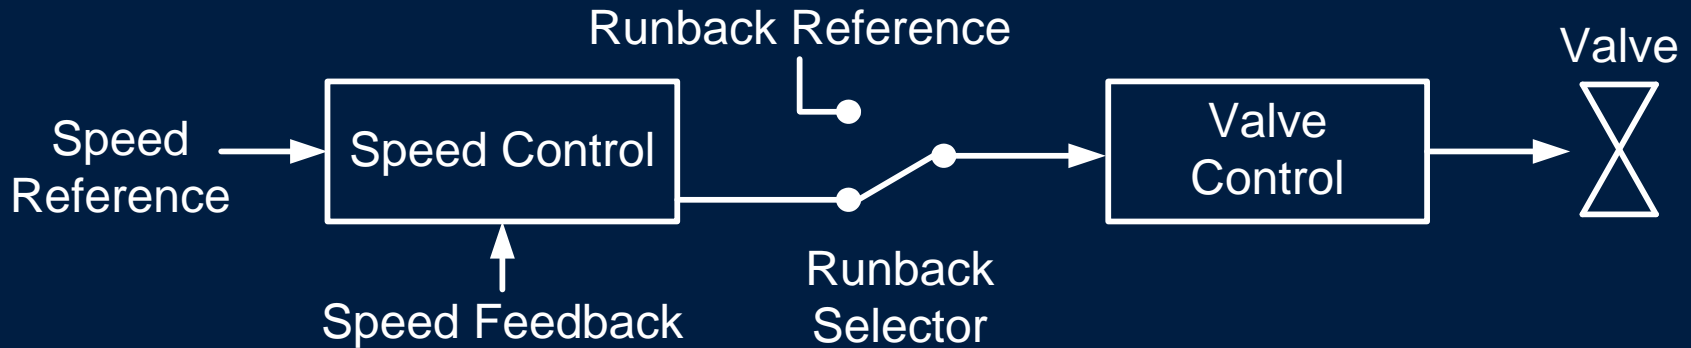 Runback Reference
Valve
Speed
Reference
Speed Control
Valve
Control
Speed Feedback
Runback
Selector